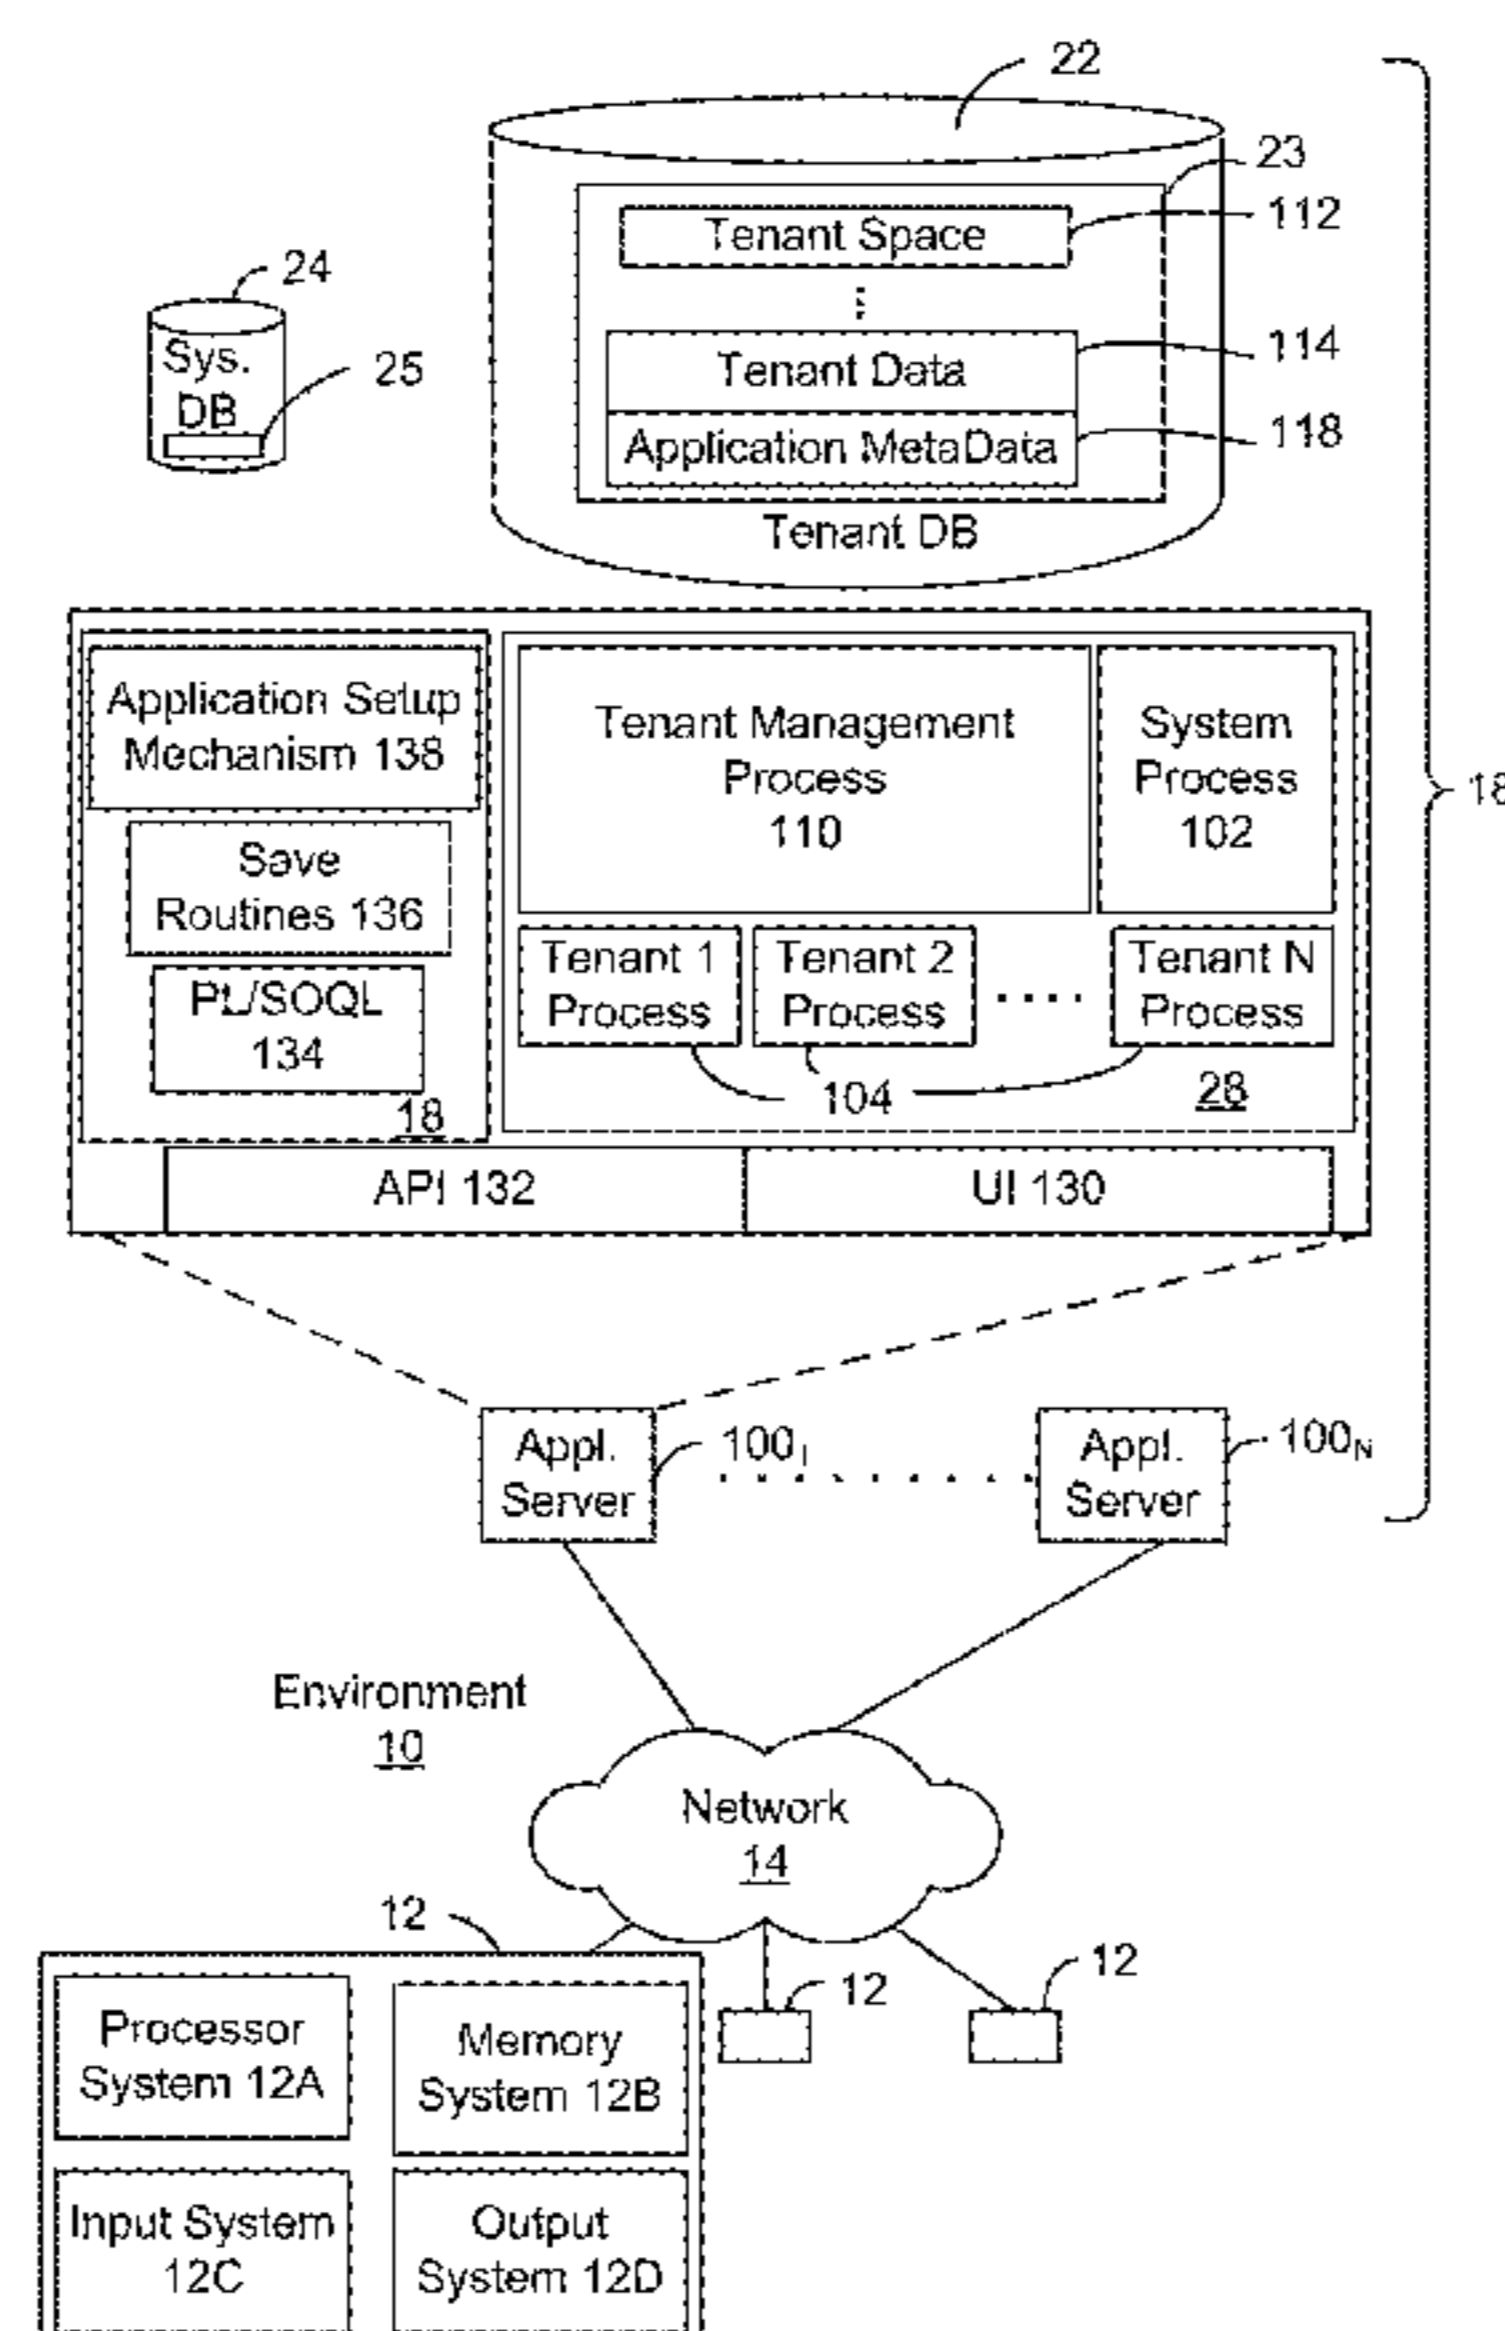 22
23
Tenant Space
112
24
Sys.
DB
25
Tenant Data
114
Application MetaData
118
Tenant DB
Application Setup
Mechanism 138
Save
Routines 136
PL/SOQL
134
18
Tenant Management
Process
110
System
Process
102
Tenant 1
Process
Tenant 2
Process
Tenant N
Process
104
28
API 132
UI 130
18
Appl.
Server
100₁
Appl.
Server
100N
Environment
10
Network
14
12
12
12
Processor
System 12A
Memory
System 12B
Input System
12C
Output
System 12D